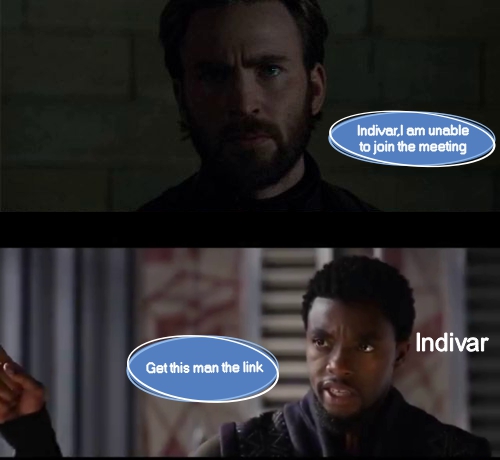 Indivar,I am unable
to join the meeting
Indivar
Get this man the link